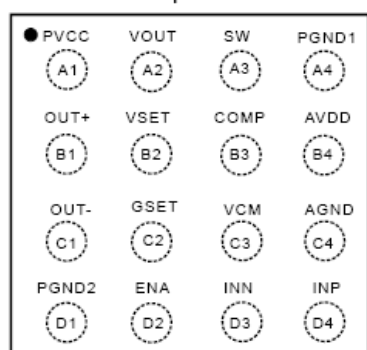 PVCC VOUT SW PGND1
A1 A2 A3 A4
OUT+ VSET COMP AVDD
B1 B2 B3 B4
OUT- GSET VCM AGND
C1 C2 C3 C4
PGND2 ENA INN INP
D1 D2 D3 D4